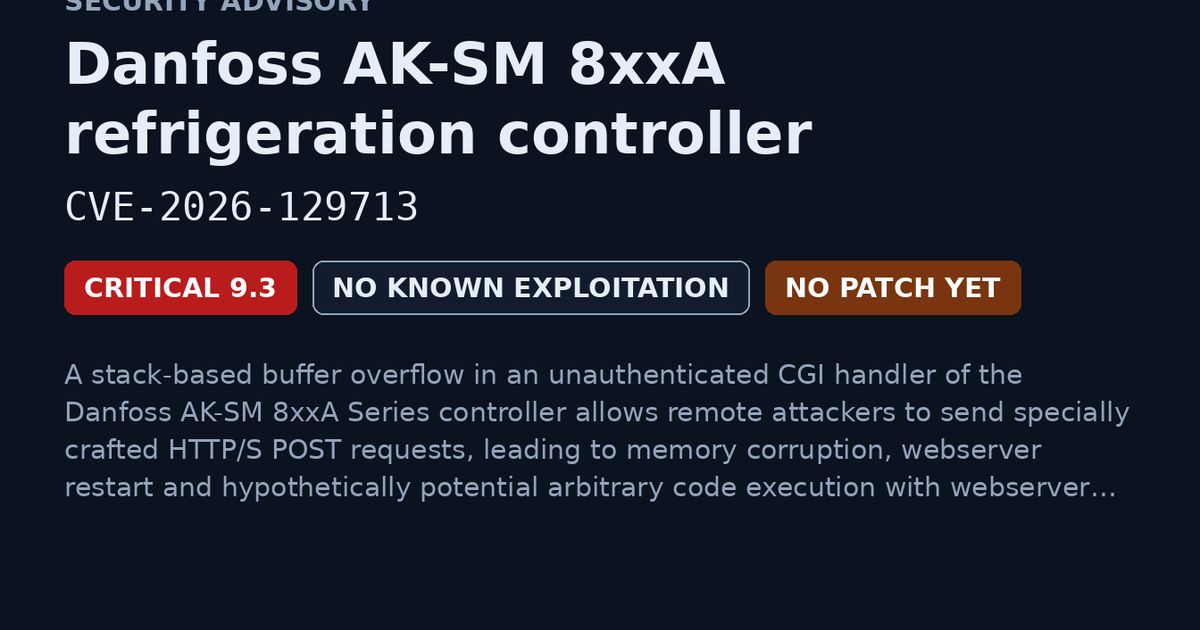 SECURITY ADVISORY
Danfoss AK-SM 8xxA
refrigeration controller
CVE-2026-129713
CRITICAL 9.3
NO KNOWN EXPLOITATION
NO PATCH YET
A stack-based buffer overflow in an unauthenticated CGI handler of the
Danfoss AK-SM 8xxA Series controller allows remote attackers to send specially
crafted HTTP/S POST requests, leading to memory corruption, webserver
restart and hypothetically potential arbitrary code execution with webserver…